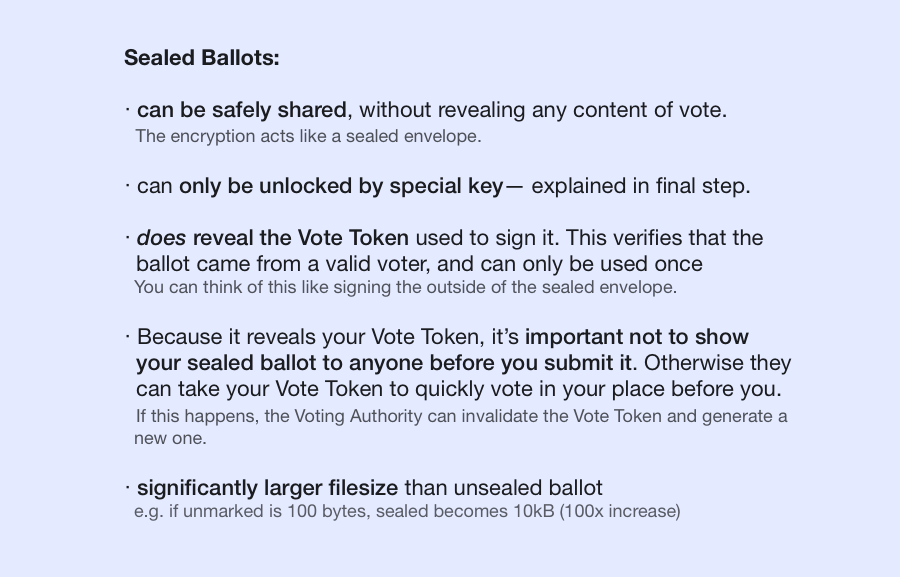 Sealed Ballots:
· can be safely shared, without revealing any content of vote.
The encryption acts like a sealed envelope.
· can only be unlocked by special key— explained in final step.
· does reveal the Vote Token used to sign it. This verifies that the
ballot came from a valid voter, and can only be used once
You can think of this like signing the outside of the sealed envelope.
· Because it reveals your Vote Token, it’s important not to show
your sealed ballot to anyone before you submit it. Otherwise they
can take your Vote Token to quickly vote in your place before you.
If this happens, the Voting Authority can invalidate the Vote Token and generate a
new one.
· significantly larger filesize than unsealed ballot
e.g. if unmarked is 100 bytes, sealed becomes 10kB (100x increase)